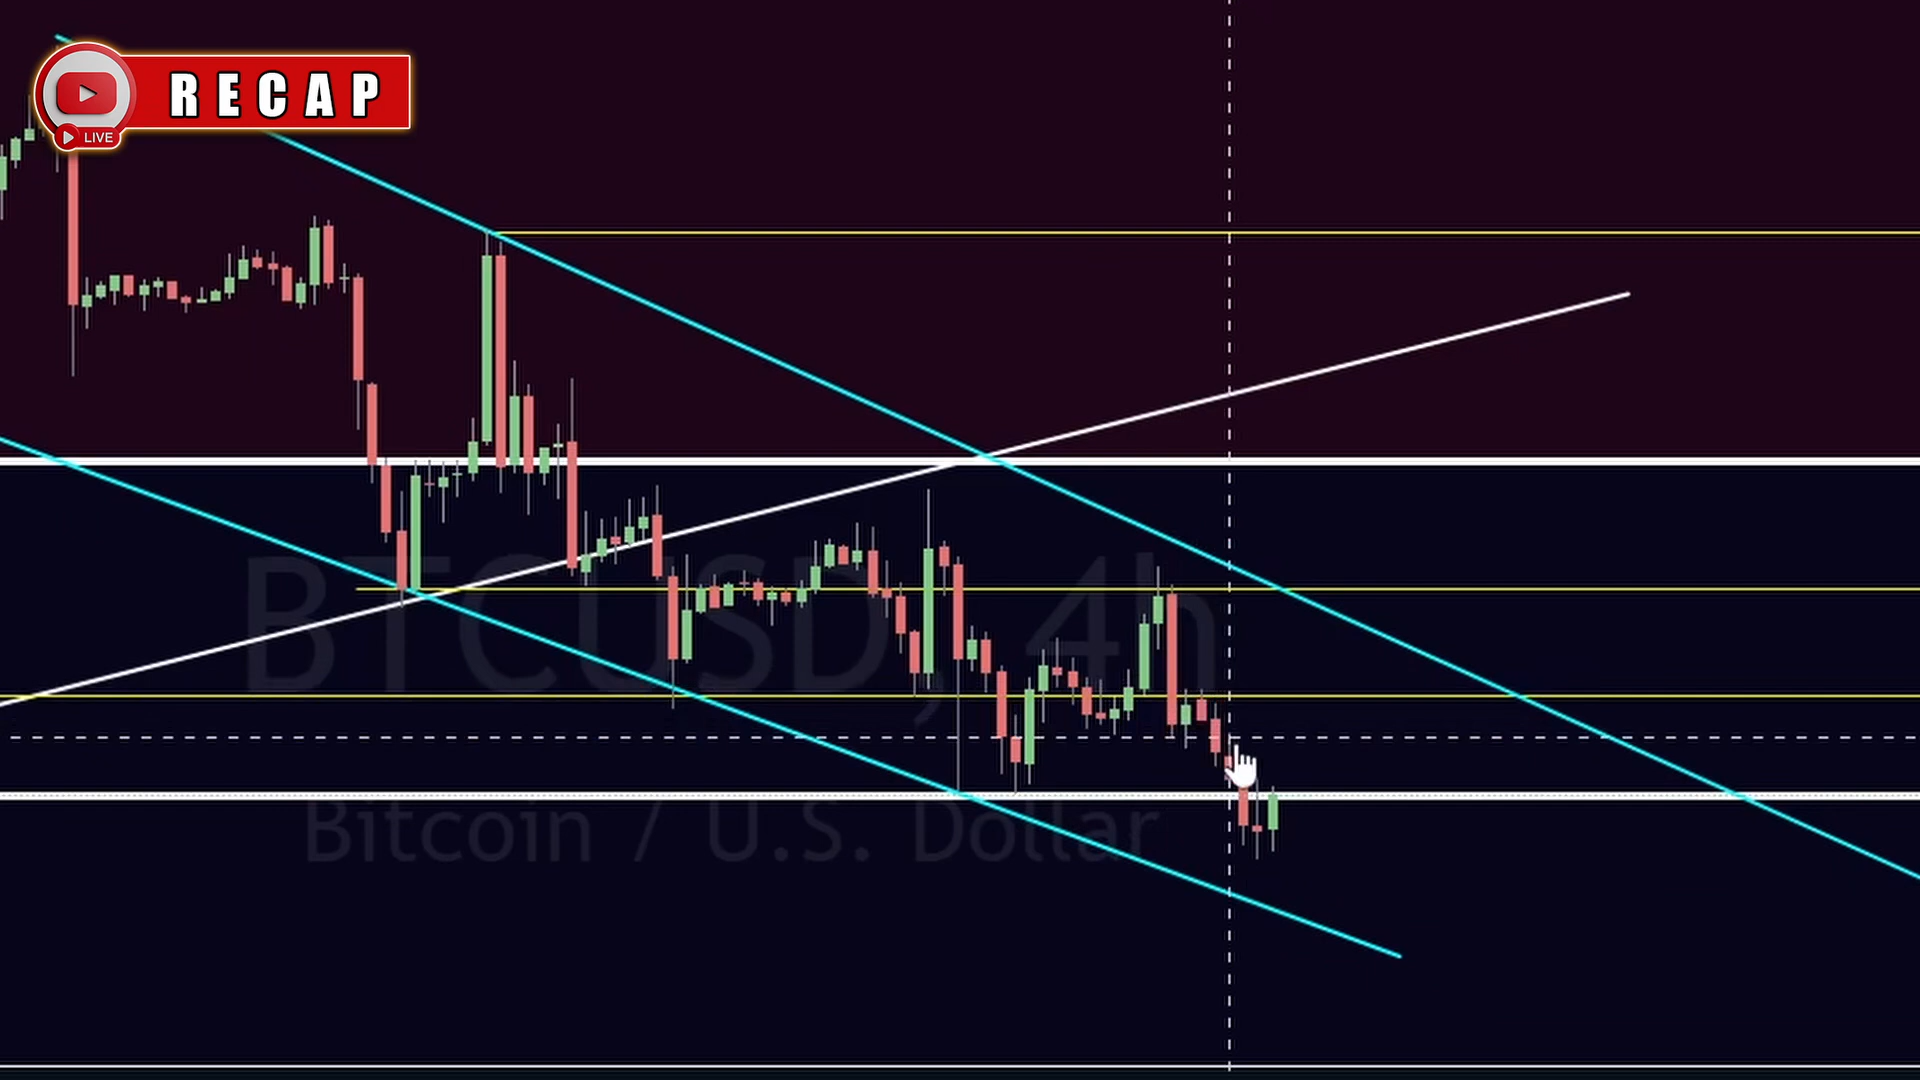 RECAP
LIVE
BTCUSD, 4h
Bitcoin / U.S. Dollar